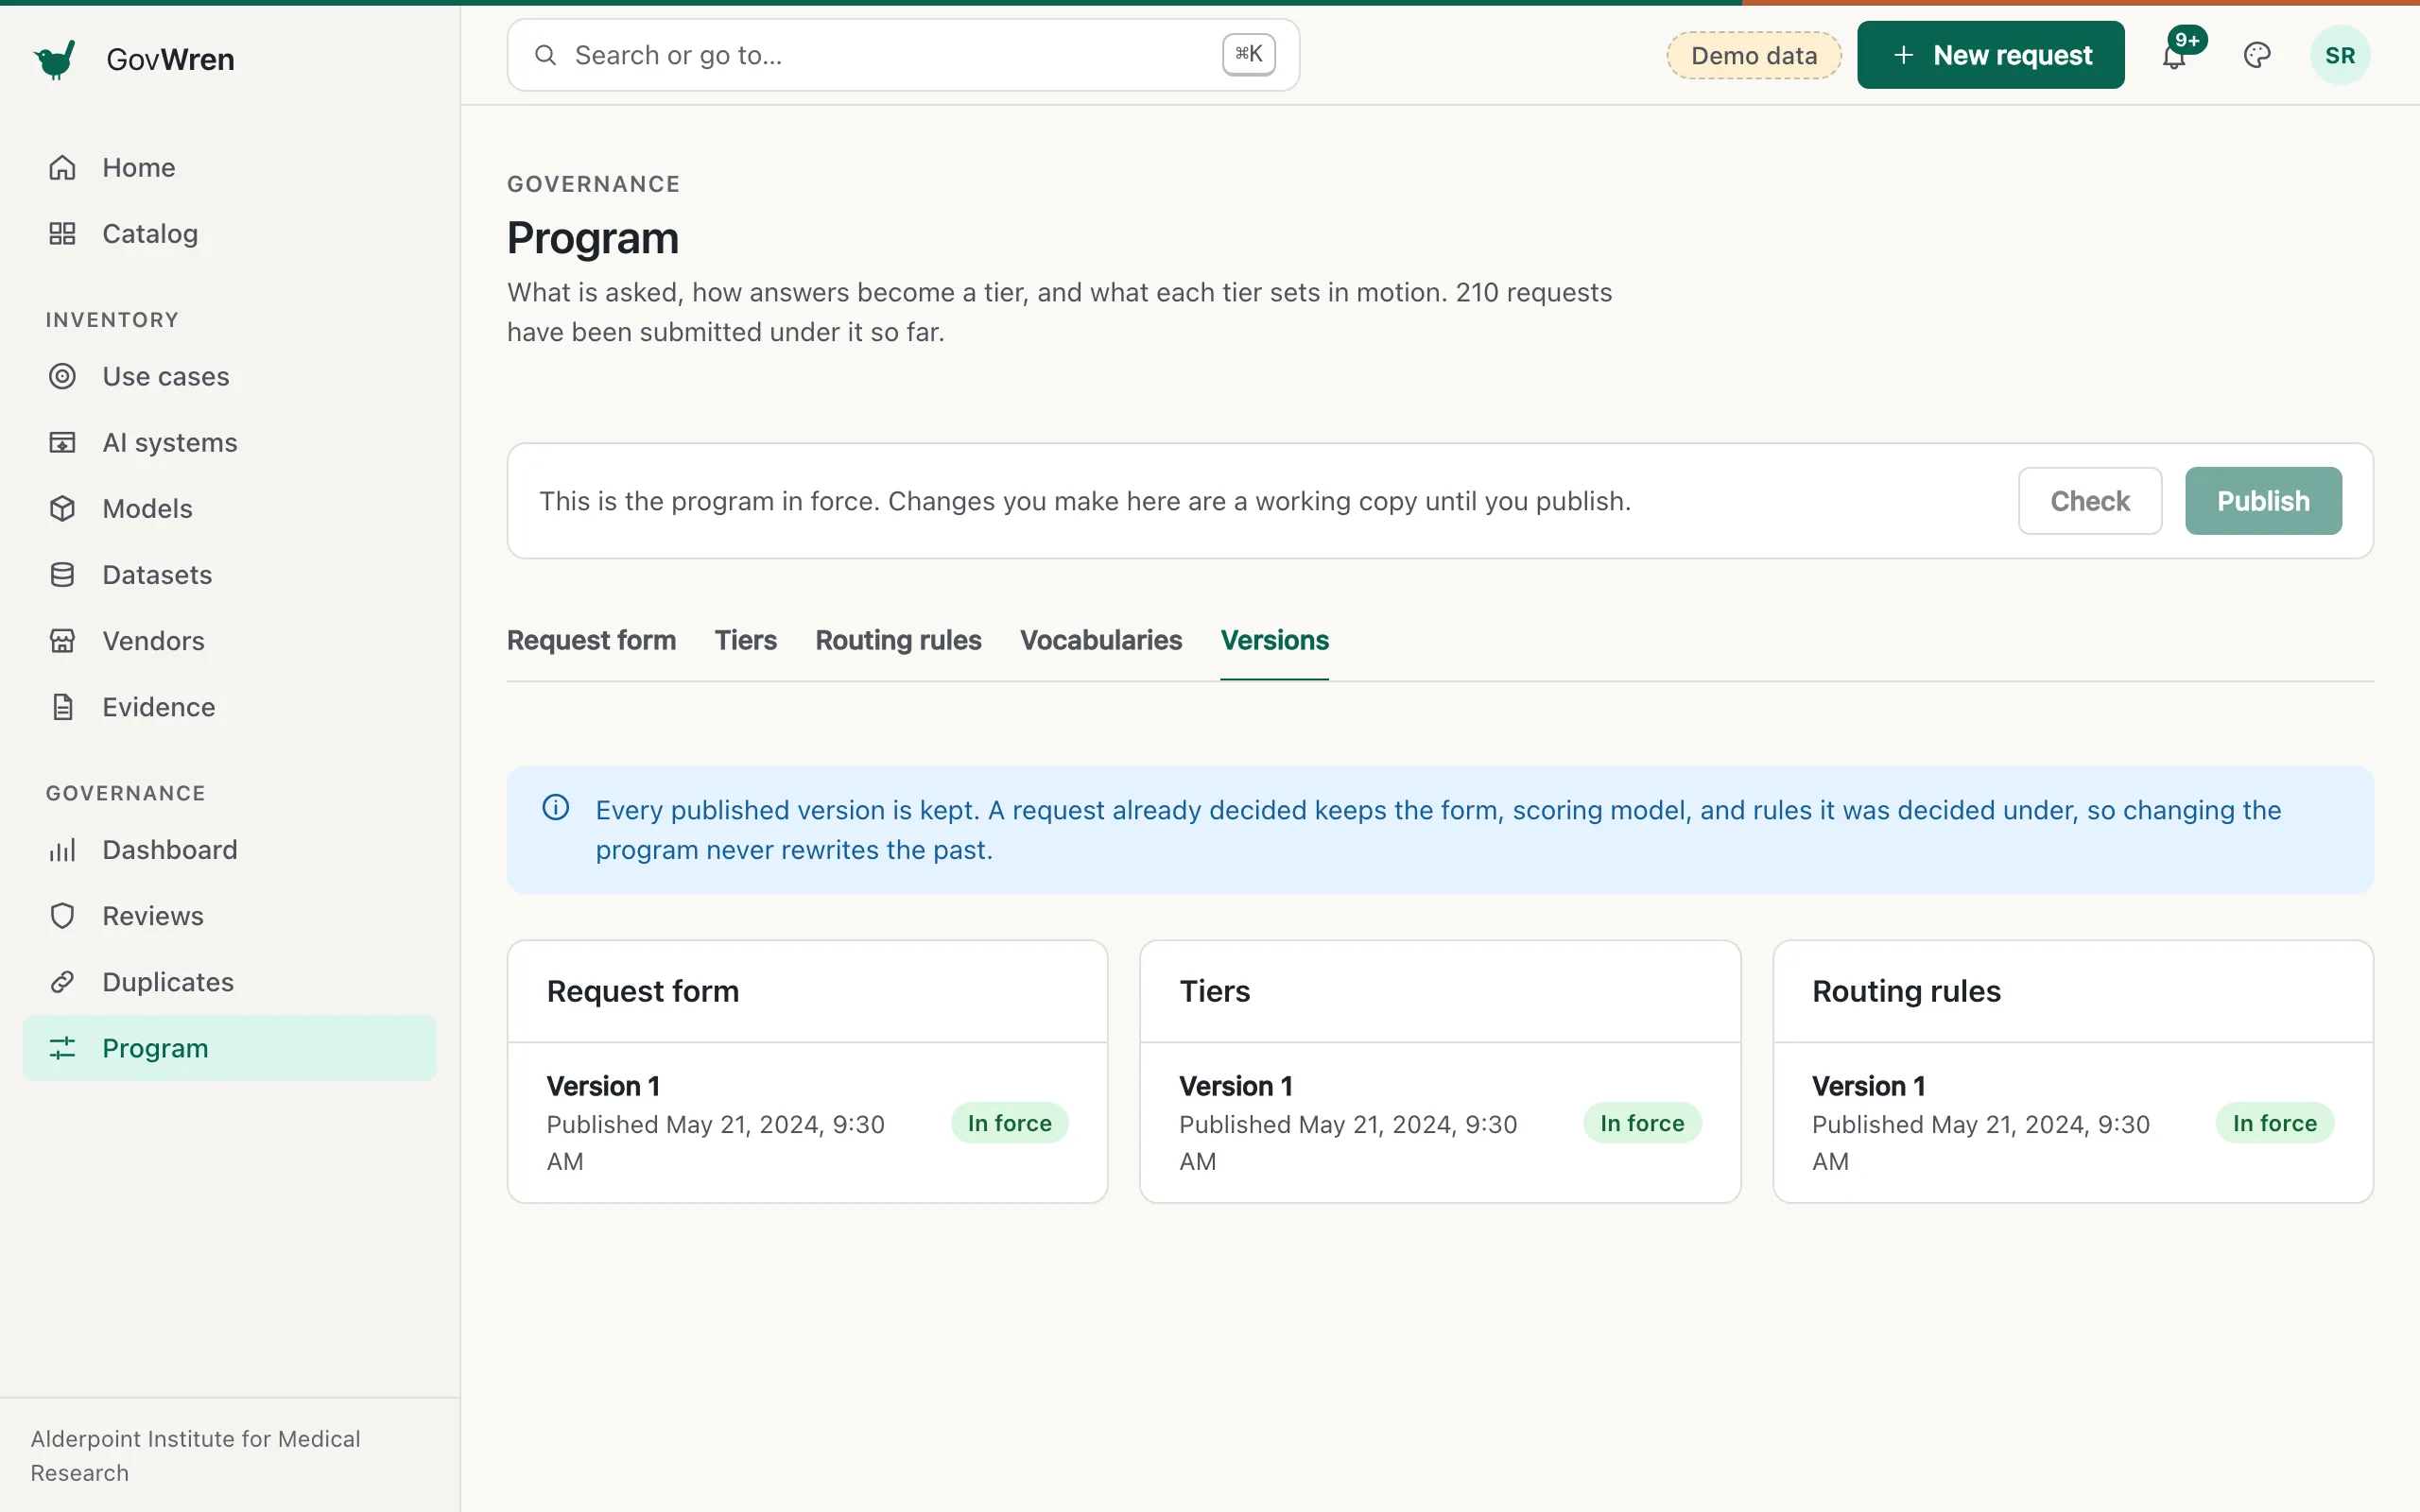 GovWren
Search or go to...
⌘K
Demo data
+ New request
9+
SR
Home
Catalog
INVENTORY
Use cases
AI systems
Models
Datasets
Vendors
Evidence
GOVERNANCE
Dashboard
Reviews
Duplicates
Program
Alderpoint Institute for Medical
Research
GOVERNANCE
Program
What is asked, how answers become a tier, and what each tier sets in motion. 210 requests
have been submitted under it so far.
This is the program in force. Changes you make here are a working copy until you publish.
Check
Publish
Request form
Tiers
Routing rules
Vocabularies
Versions
Every published version is kept. A request already decided keeps the form, scoring model, and rules it was decided under, so changing the
program never rewrites the past.
Request form
Version 1
Published May 21, 2024, 9:30
AM
In force
Tiers
Version 1
Published May 21, 2024, 9:30
AM
In force
Routing rules
Version 1
Published May 21, 2024, 9:30
AM
In force